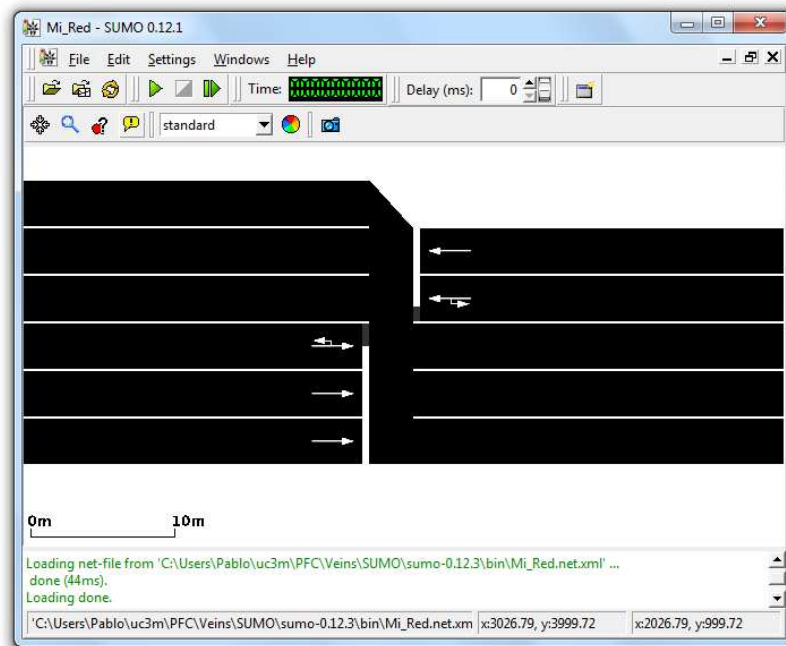 Mi_Red - SUMO 0.12.1
File Edit Settings Windows Help
Time: Delay (ms): 0
standard
0m 10m
Loading net-file from 'C:\Users\Pablo\uc3m\PFC\Veins\SUMO\sumo-0.12.3\bin\Mi_Red.net.xml' ...
done (44ms).
Loading done.
'C:\Users\Pablo\uc3m\PFC\Veins\SUMO\sumo-0.12.3\bin\Mi_Red.net.xm x:3026.79, y:3999.72 x:2026.79, y:999.72